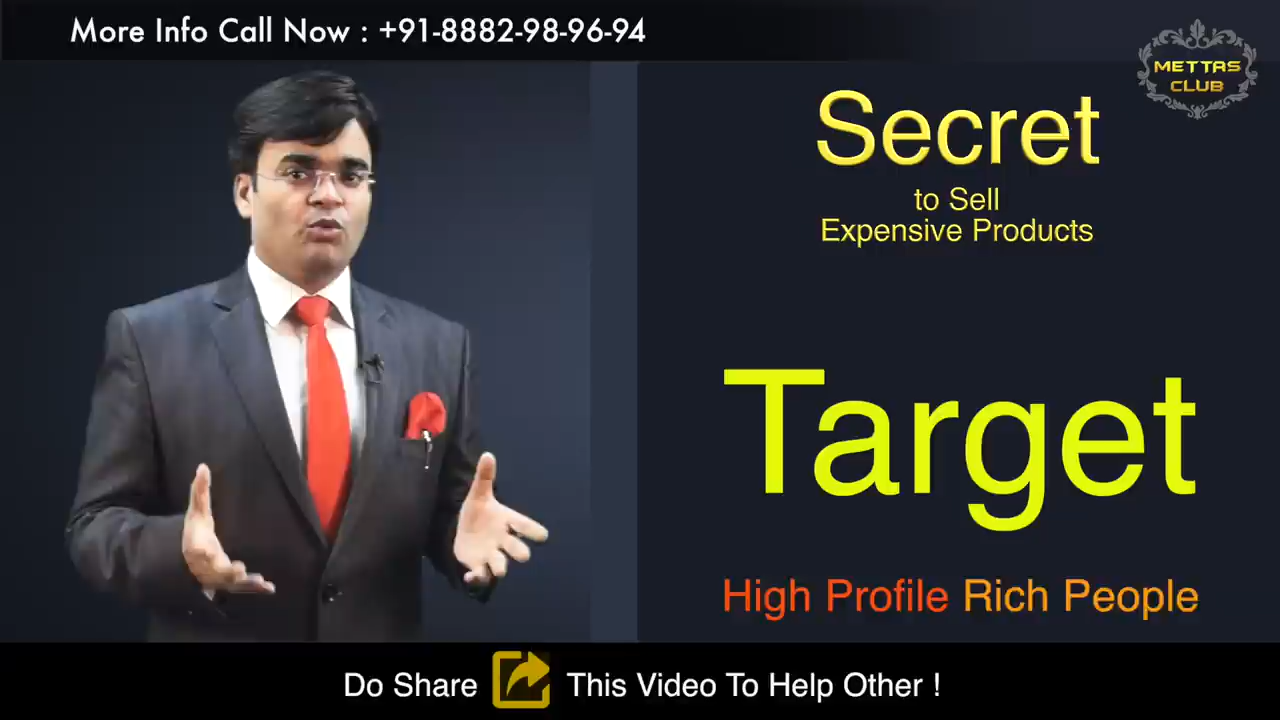 More Info Call Now : +91-8882-98-96-94
METTAS
CLUB
Secret
to Sell
Expensive Products
Target
High Profile Rich People
Do Share This Video To Help Other !